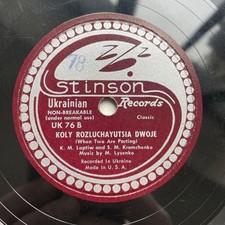 78
Stinson
Records
Ukrainian
NON-BREAKABLE
(under normal use)
UK 76 B
Classic
KOLY ROZLUCHAYUTSIA DWOJE
(When Two Are Parting)
K. M. Laptiw and S. M. Kramchenko
Music by M. Lysenko
Recorded In Ukraine
Made in U.S.A.